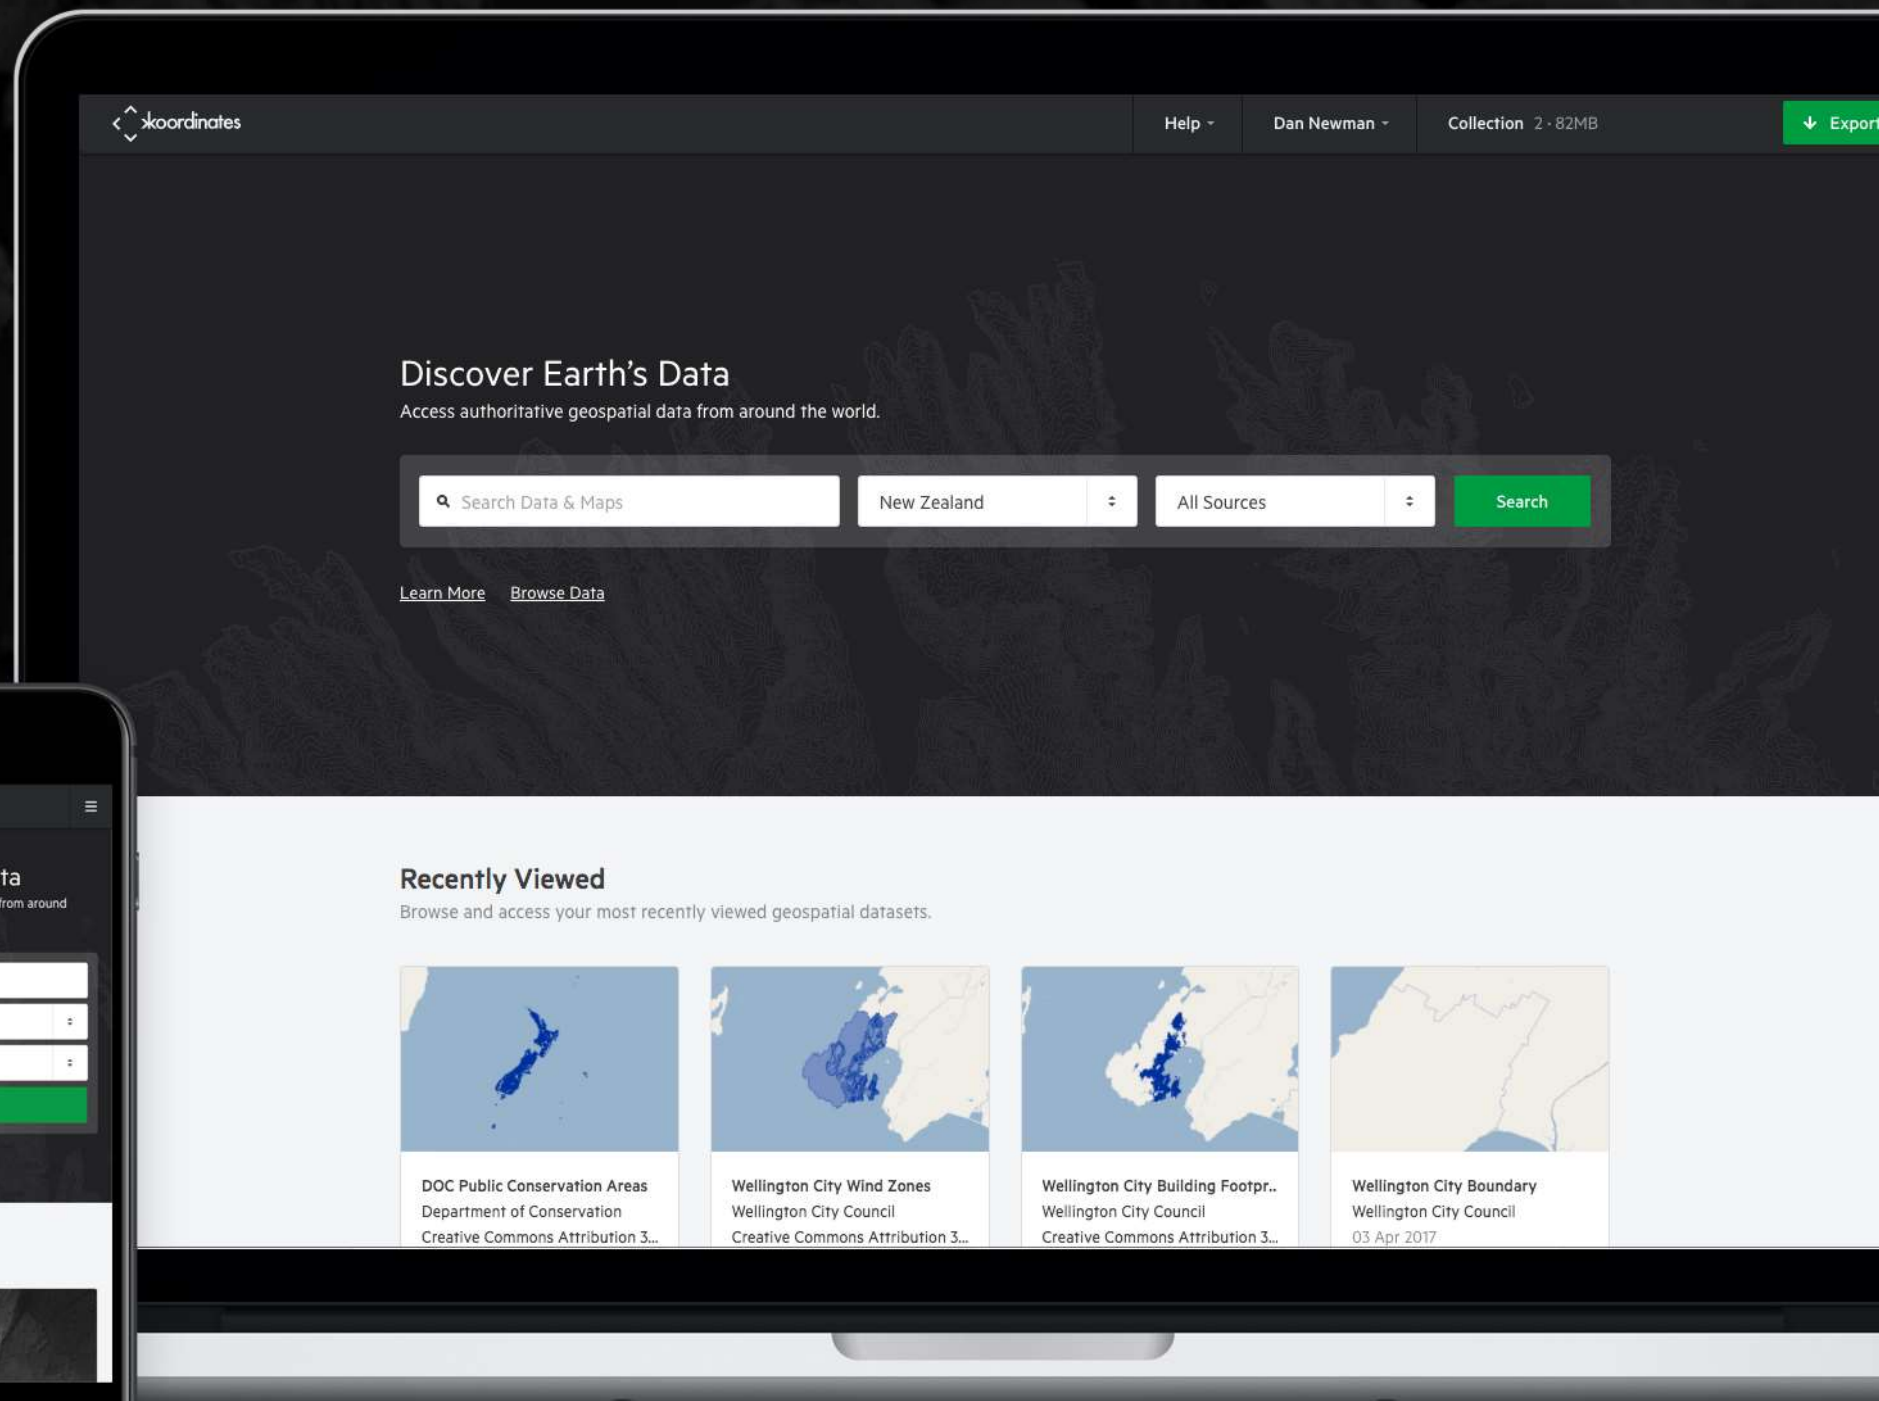 koordinates
Help
Dan Newman
Collection 2 · 82MB
Export
Discover Earth's Data
Access authoritative geospatial data from around the world.
Search Data & Maps
New Zealand
All Sources
Search
Learn More
Browse Data
ta
from around
Recently Viewed
Browse and access your most recently viewed geospatial datasets.
DOC Public Conservation Areas
Department of Conservation
Creative Commons Attribution 3...
Wellington City Wind Zones
Wellington City Council
Creative Commons Attribution 3...
Wellington City Building Footpr..
Wellington City Council
Creative Commons Attribution 3...
Wellington City Boundary
Wellington City Council
03 Apr 2017